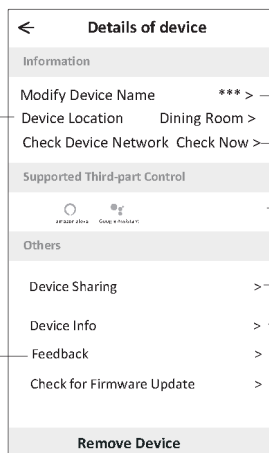 Details of device
Information
Modify Device Name *** >
Device Location Dining Room >
Check Device Network Check Now >
Supported Third-part Control
amazon alexa Google Assistant
Others
Device Sharing >
Device Info >
Feedback >
Check for Firmware Update >
Remove Device